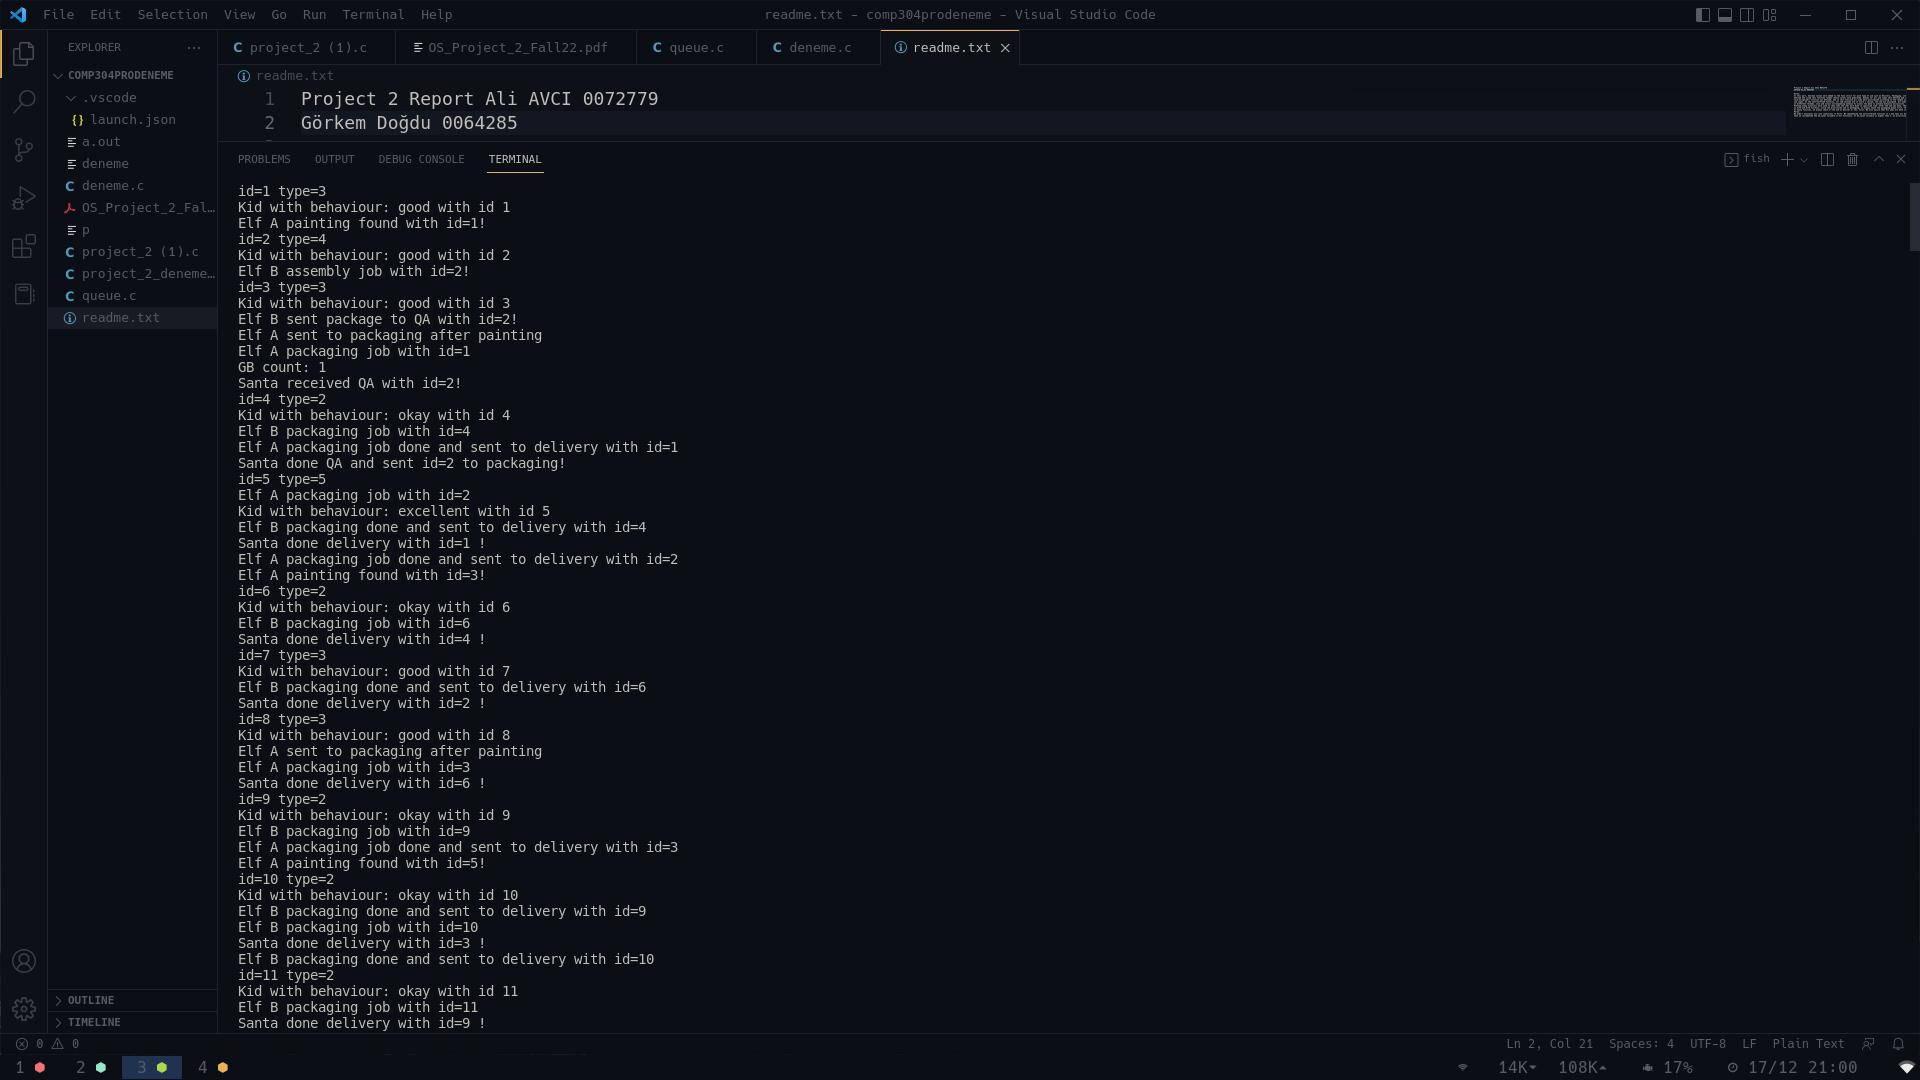 File Edit Selection View Go Run Terminal Help
readme.txt - comp304prodeneme - Visual Studio Code
EXPLORER
project_2 (1).c
OS_Project_2_Fall22.pdf
queue.c
deneme.c
readme.txt
COMP304PRODENEME
.vscode
launch.json
a.out
deneme
deneme.c
OS_Project_2_Fal...
p
project_2 (1).c
project_2_deneme...
queue.c
readme.txt
OUTLINE
TIMELINE
readme.txt
1 Project 2 Report Ali AVCI 0072779
2 Görkem Doğdu 0064285
PROBLEMS OUTPUT DEBUG CONSOLE TERMINAL
fish
id=1 type=3
Kid with behaviour: good with id 1
Elf A painting found with id=1!
id=2 type=4
Kid with behaviour: good with id 2
Elf B assembly job with id=2!
id=3 type=3
Kid with behaviour: good with id 3
Elf B sent package to QA with id=2!
Elf A sent to packaging after painting
Elf A packaging job with id=1
GB count: 1
Santa received QA with id=2!
id=4 type=2
Kid with behaviour: okay with id 4
Elf B packaging job with id=4
Elf A packaging job done and sent to delivery with id=1
Santa done QA and sent id=2 to packaging!
id=5 type=5
Elf A packaging job with id=2
Kid with behaviour: excellent with id 5
Elf B packaging done and sent to delivery with id=4
Santa done delivery with id=1 !
Elf A packaging job done and sent to delivery with id=2
Elf A painting found with id=3!
id=6 type=2
Kid with behaviour: okay with id 6
Elf B packaging job with id=6
Santa done delivery with id=4 !
id=7 type=3
Kid with behaviour: good with id 7
Elf B packaging done and sent to delivery with id=6
Santa done delivery with id=2 !
id=8 type=3
Kid with behaviour: good with id 8
Elf A sent to packaging after painting
Elf A packaging job with id=3
Santa done delivery with id=6 !
id=9 type=2
Kid with behaviour: okay with id 9
Elf B packaging job with id=9
Elf A packaging job done and sent to delivery with id=3
Elf A painting found with id=5!
id=10 type=2
Kid with behaviour: okay with id 10
Elf B packaging done and sent to delivery with id=9
Elf B packaging job with id=10
Santa done delivery with id=3 !
Elf B packaging done and sent to delivery with id=10
id=11 type=2
Kid with behaviour: okay with id 11
Elf B packaging job with id=11
Santa done delivery with id=9 !
0 0
Ln 2, Col 21 Spaces: 4 UTF-8 LF Plain Text
1 2 3 4
14K 108K 17% 17/12 21:00